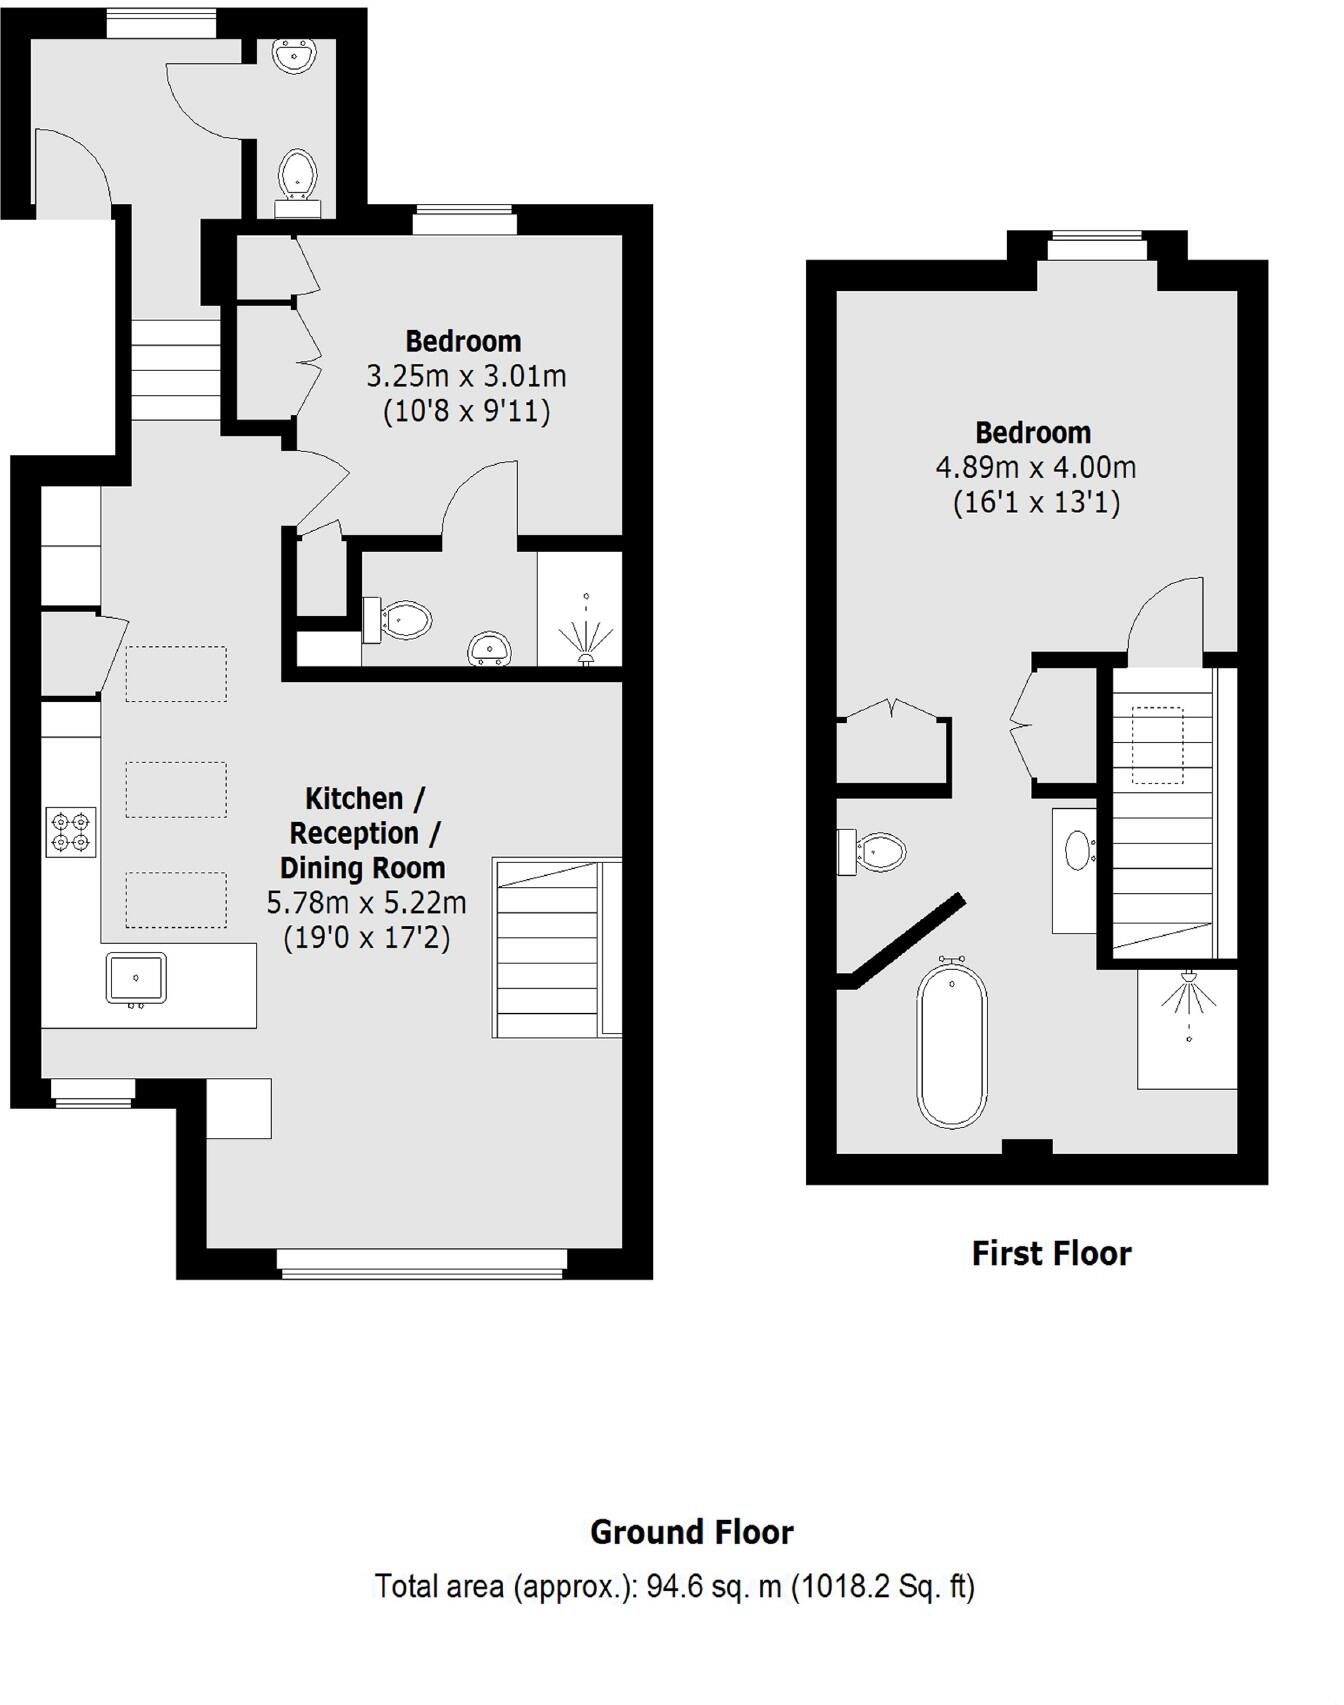 Bedroom
3.25m x 3.01m
(10'8 x 9'11)
Kitchen /
Reception /
Dining Room
5.78m x 5.22m
(19'0 x 17'2)
Bedroom
4.89m x 4.00m
(16'1 x 13'1)
First Floor
Ground Floor
Total area (approx.): 94.6 sq. m (1018.2 Sq. ft)